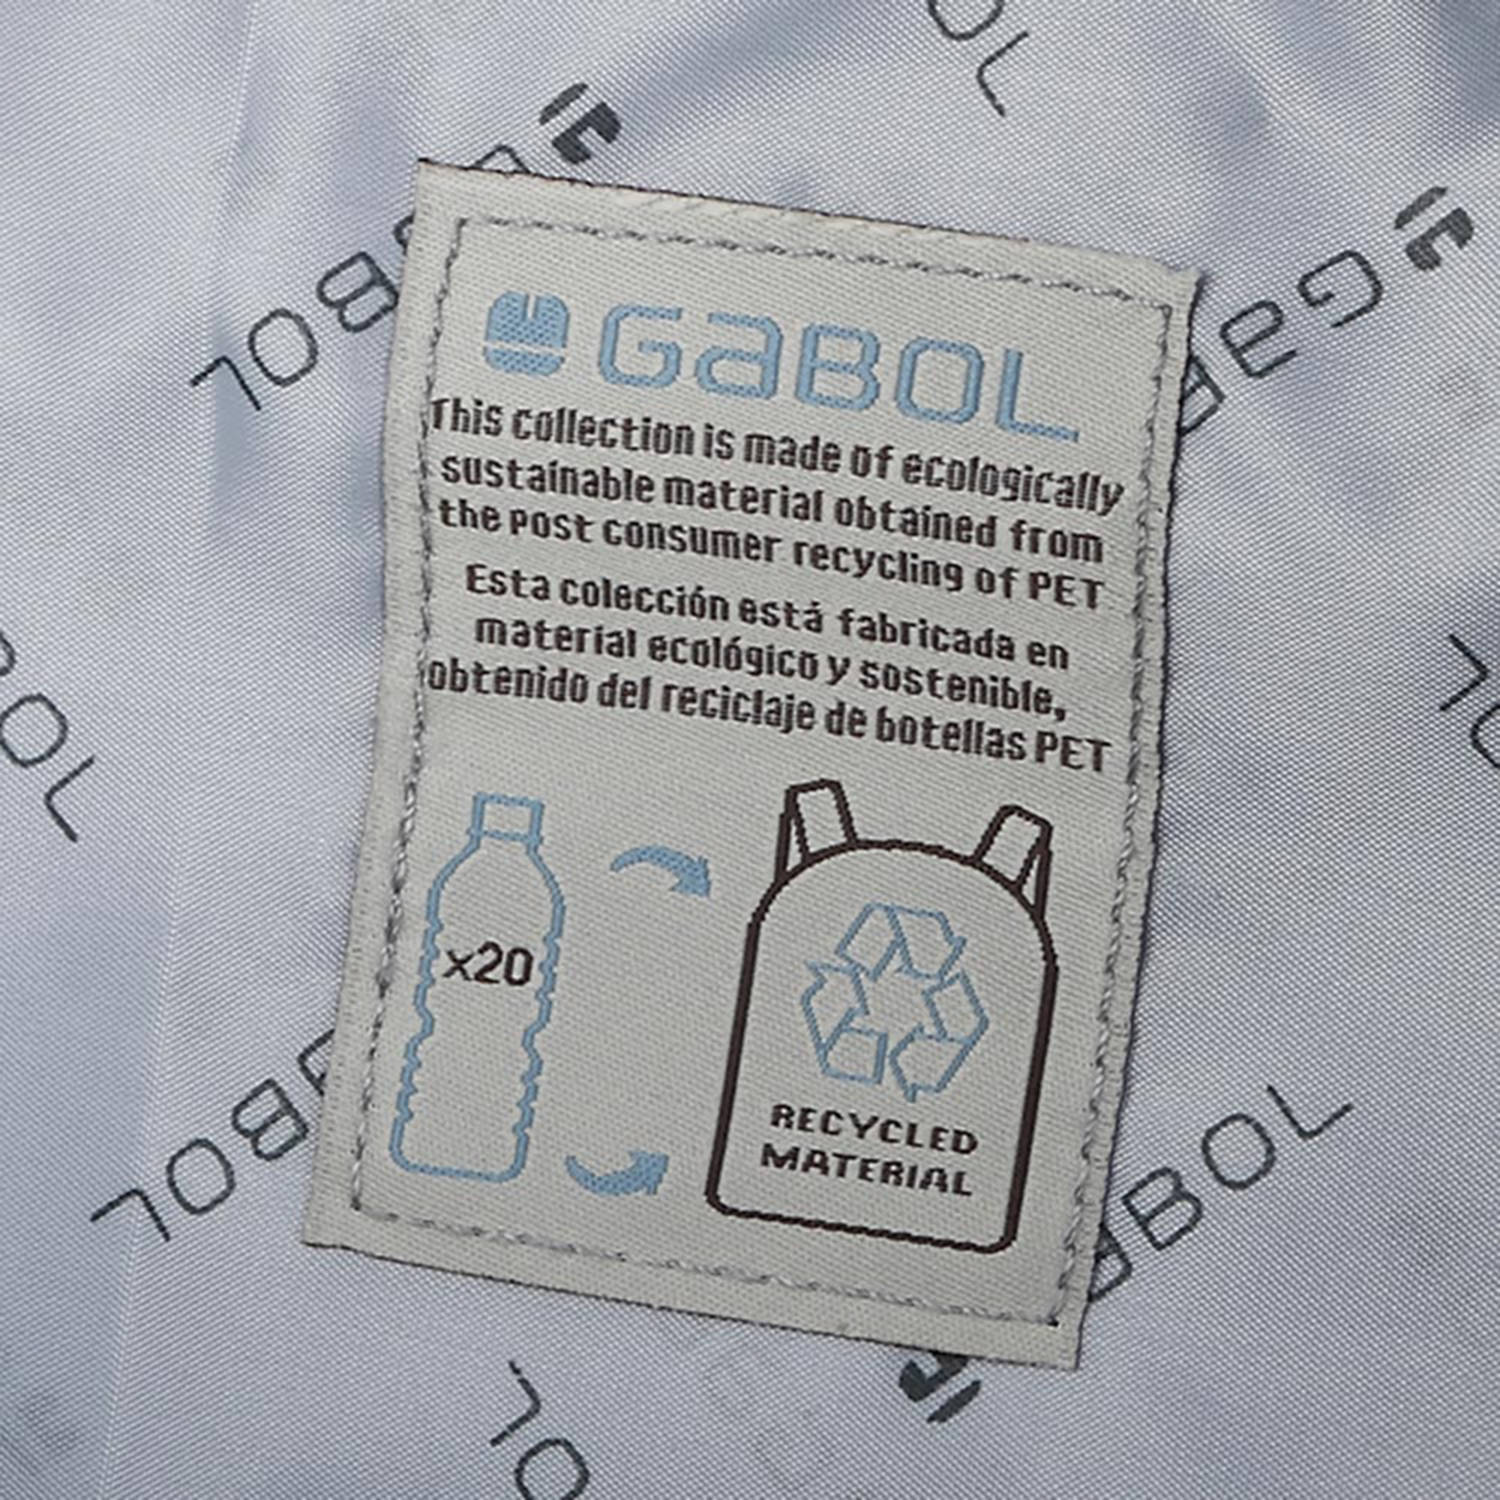 GABOL
This collection is made of ecologically
sustainable material obtained from
the post consumer recycling of PET
Esta colección está fabricada en
material ecológico y sostenible,
obtenido del reciclaje de botellas PET
x20
RECYCLED
MATERIAL